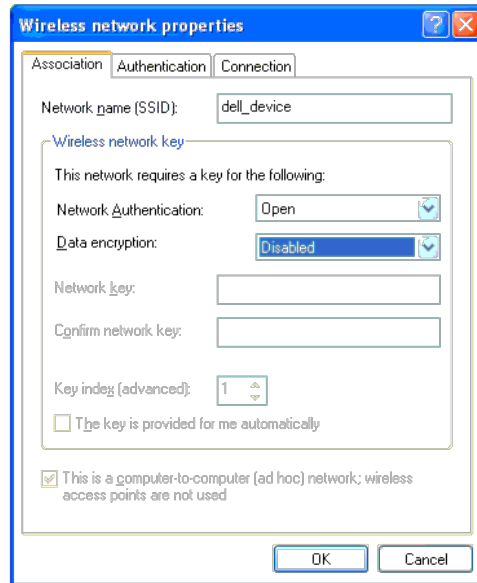 Wireless network properties
Association Authentication Connection
Network name (SSID): dell_device
Wireless network key
This network requires a key for the following:
Network Authentication: Open
Data encryption: Disabled
Network key:
Confirm network key:
Key index (advanced): 1
The key is provided for me automatically
This is a computer-to-computer (ad hoc) network; wireless
access points are not used
OK Cancel